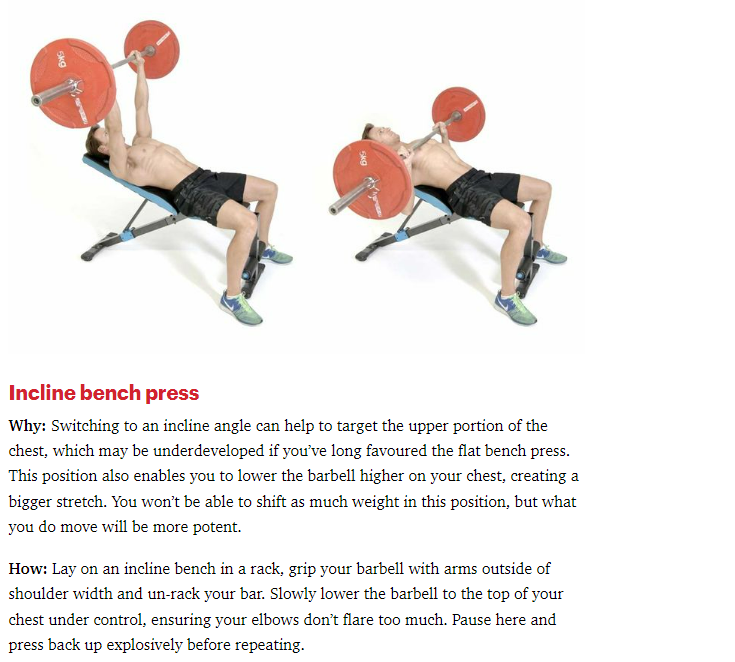 5KG
5KG
Incline bench press
Why: Switching to an incline angle can help to target the upper portion of the
chest, which may be underdeveloped if you’ve long favoured the flat bench press.
This position also enables you to lower the barbell higher on your chest, creating a
bigger stretch. You won’t be able to shift as much weight in this position, but what
you do move will be more potent.
How: Lay on an incline bench in a rack, grip your barbell with arms outside of
shoulder width and un-rack your bar. Slowly lower the barbell to the top of your
chest under control, ensuring your elbows don’t flare too much. Pause here and
press back up explosively before repeating.